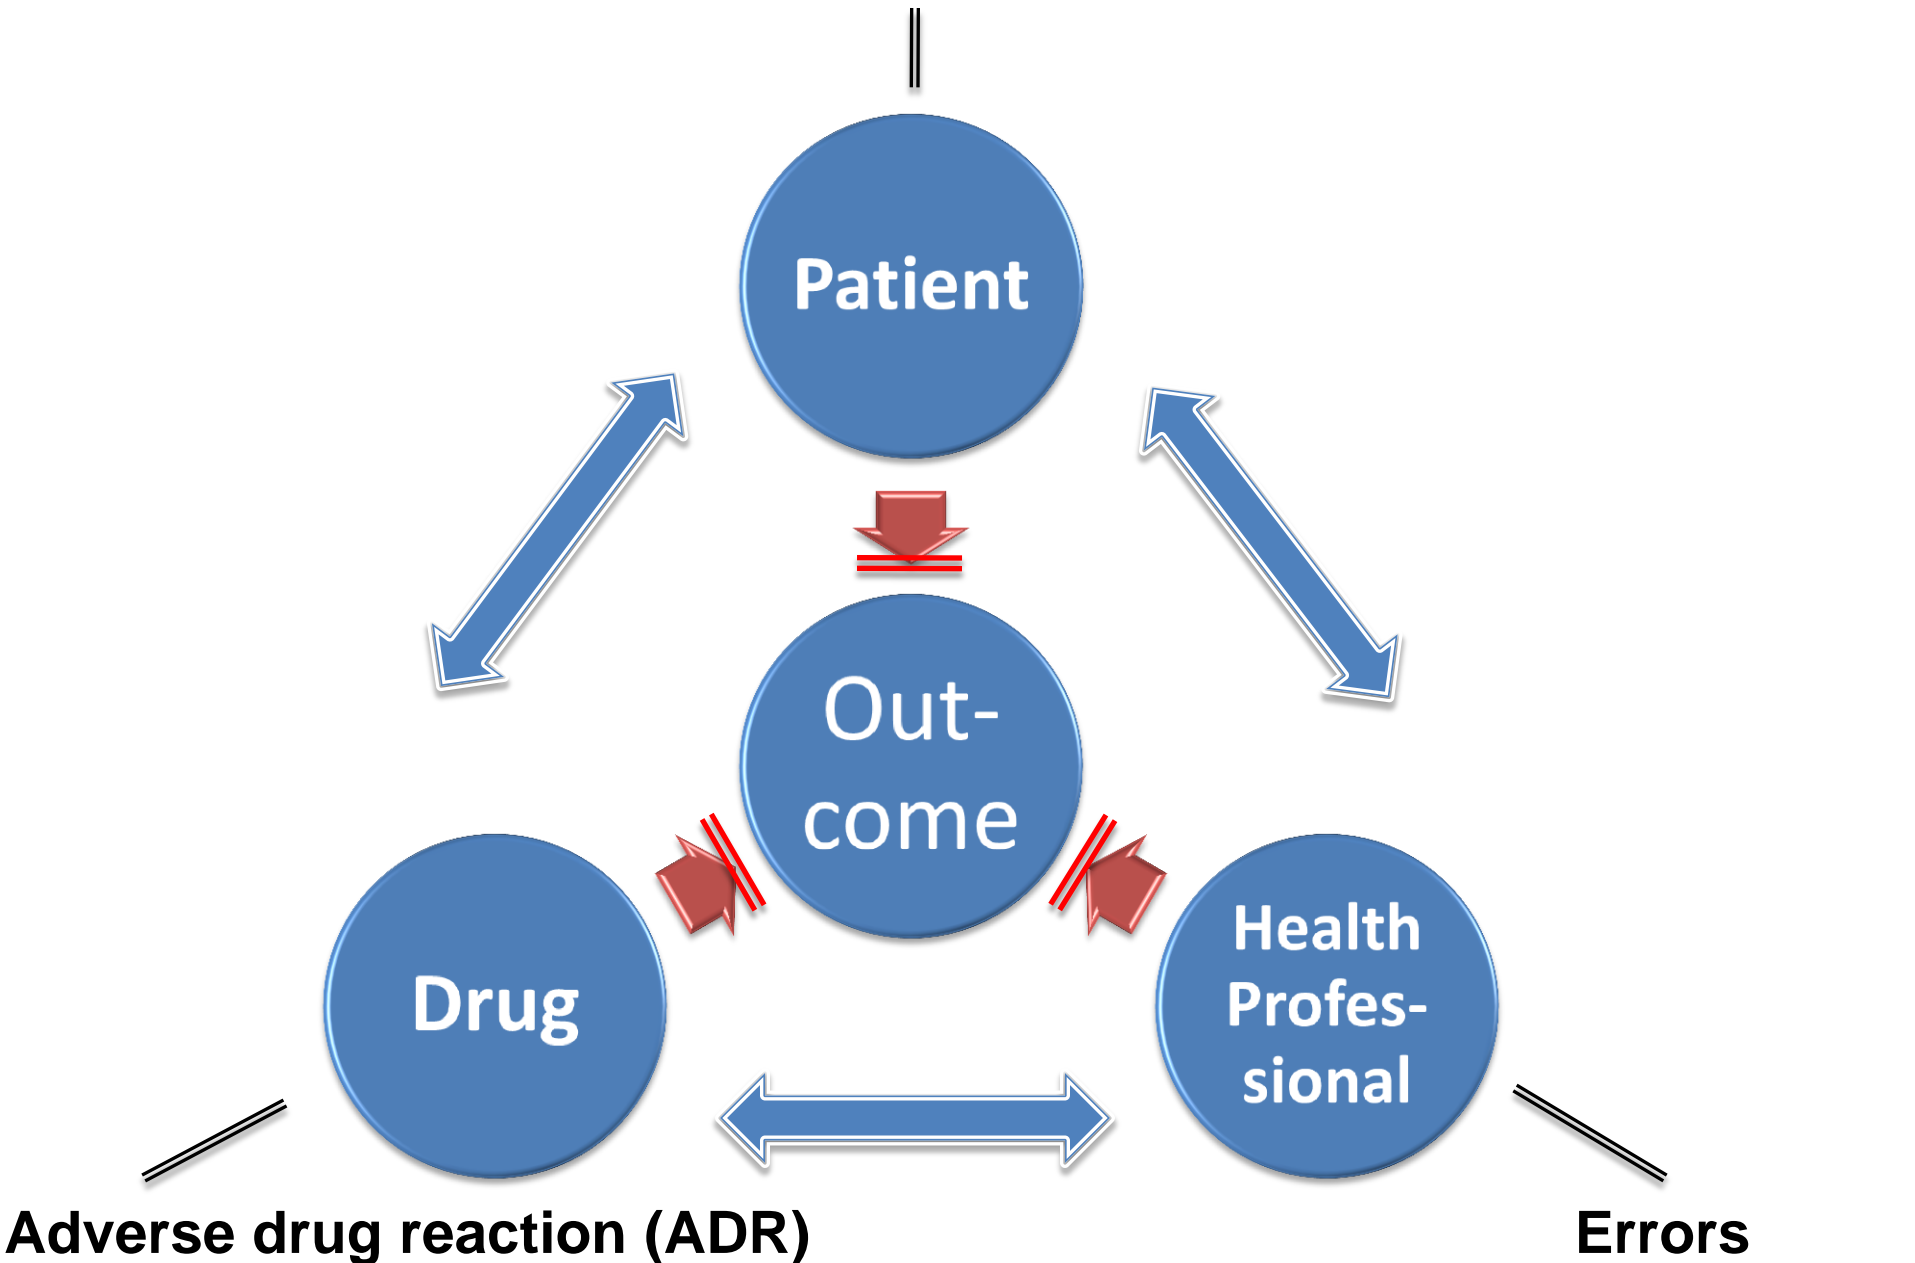 Patient
Out-
come
Drug
Health
Profes-
sional
Adverse drug reaction (ADR)
Errors